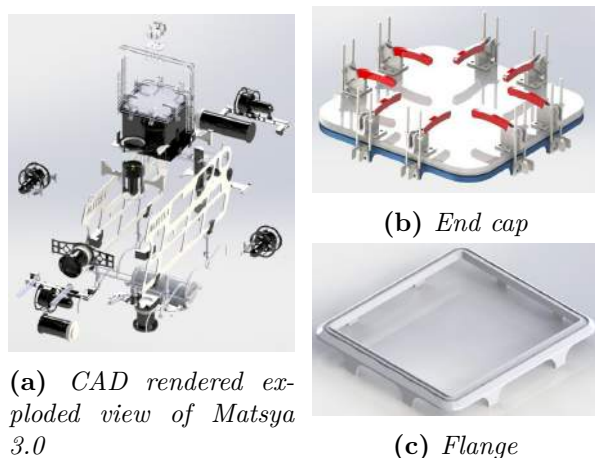 (a) CAD rendered ex-
ploded view of Matsya
3.0
(b) End cap
(c) Flange